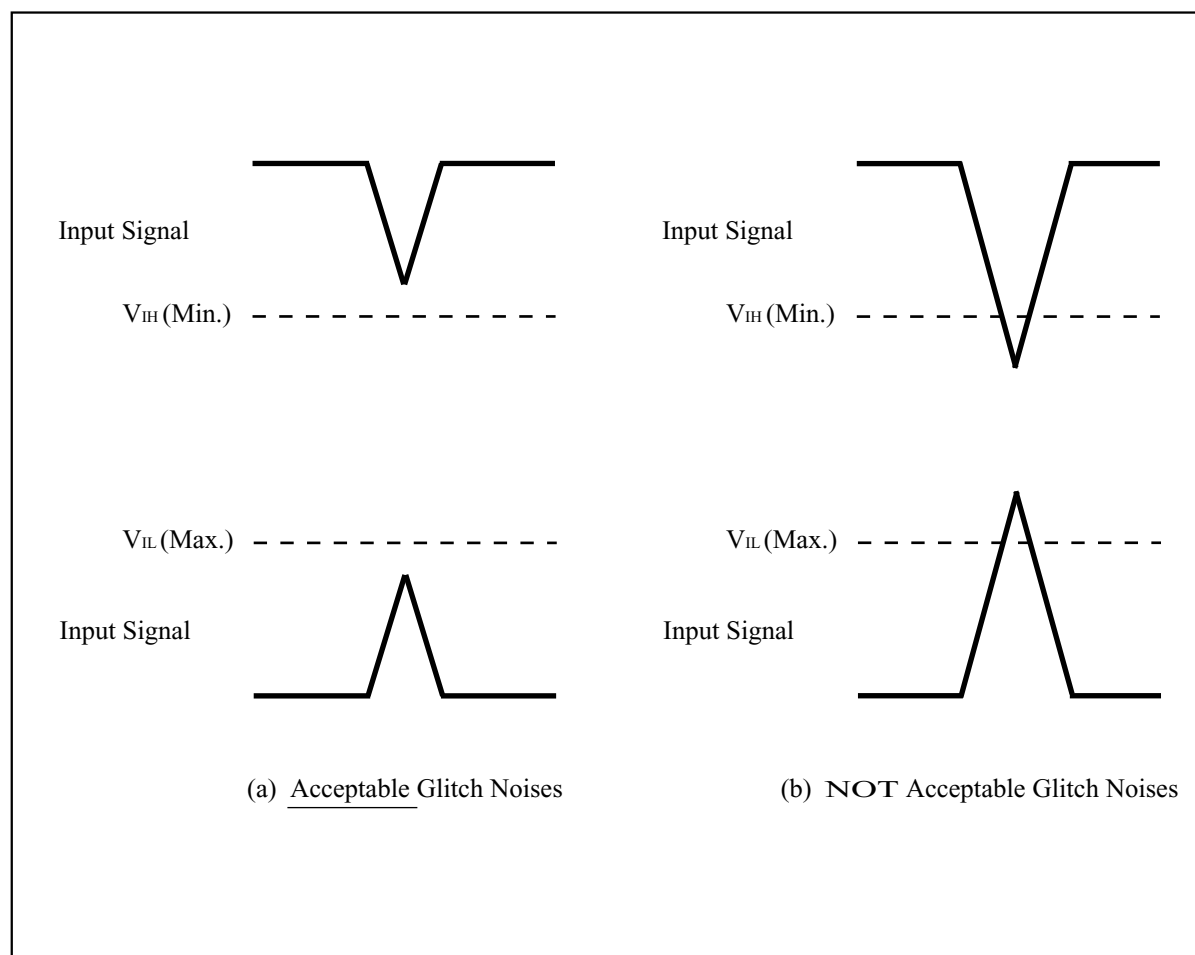 Input Signal
VIH (Min.)
VIL (Max.)
Input Signal
(a) Acceptable Glitch Noises
Input Signal
VIH (Min.)
VIL (Max.)
Input Signal
(b) NOT Acceptable Glitch Noises